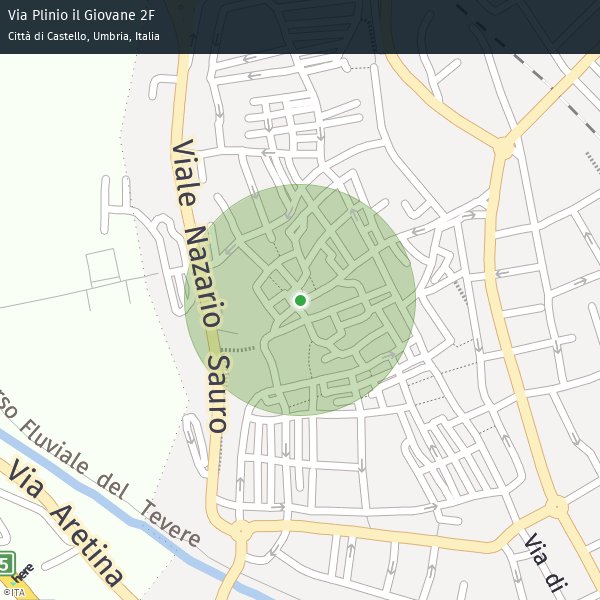 Via Plinio il Giovane 2F
Città di Castello, Umbria, Italia
Viale Nazario Sauro
rso Fluviale del Tevere
Via Aretina
Via di
5
here
©ITA